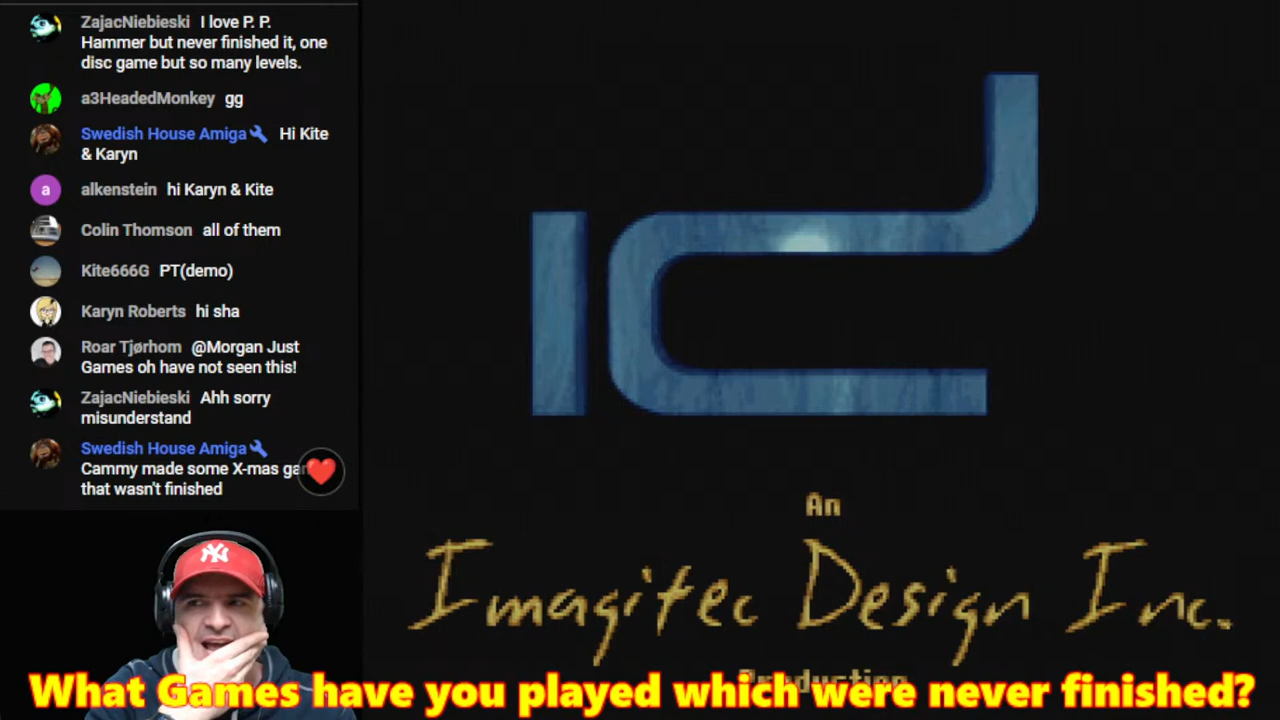 ZajacNiebieski I love P. P.
Hammer but never finished it, one
disc game but so many levels.
a3HeadedMonkey gg
Swedish House Amiga Hi Kite
& Karyn
a alkenstein hi Karyn & Kite
Colin Thomson all of them
Kite666G PT(demo)
Karyn Roberts hi sha
Roar Tjørhom @Morgan Just
Games oh have not seen this!
ZajacNiebieski Ahh sorry
misunderstand
Swedish House Amiga
Cammy made some X-mas
that wasn't finished
NY
An
Imagitec Design Inc.
Production
What Games have you played which were never finished?